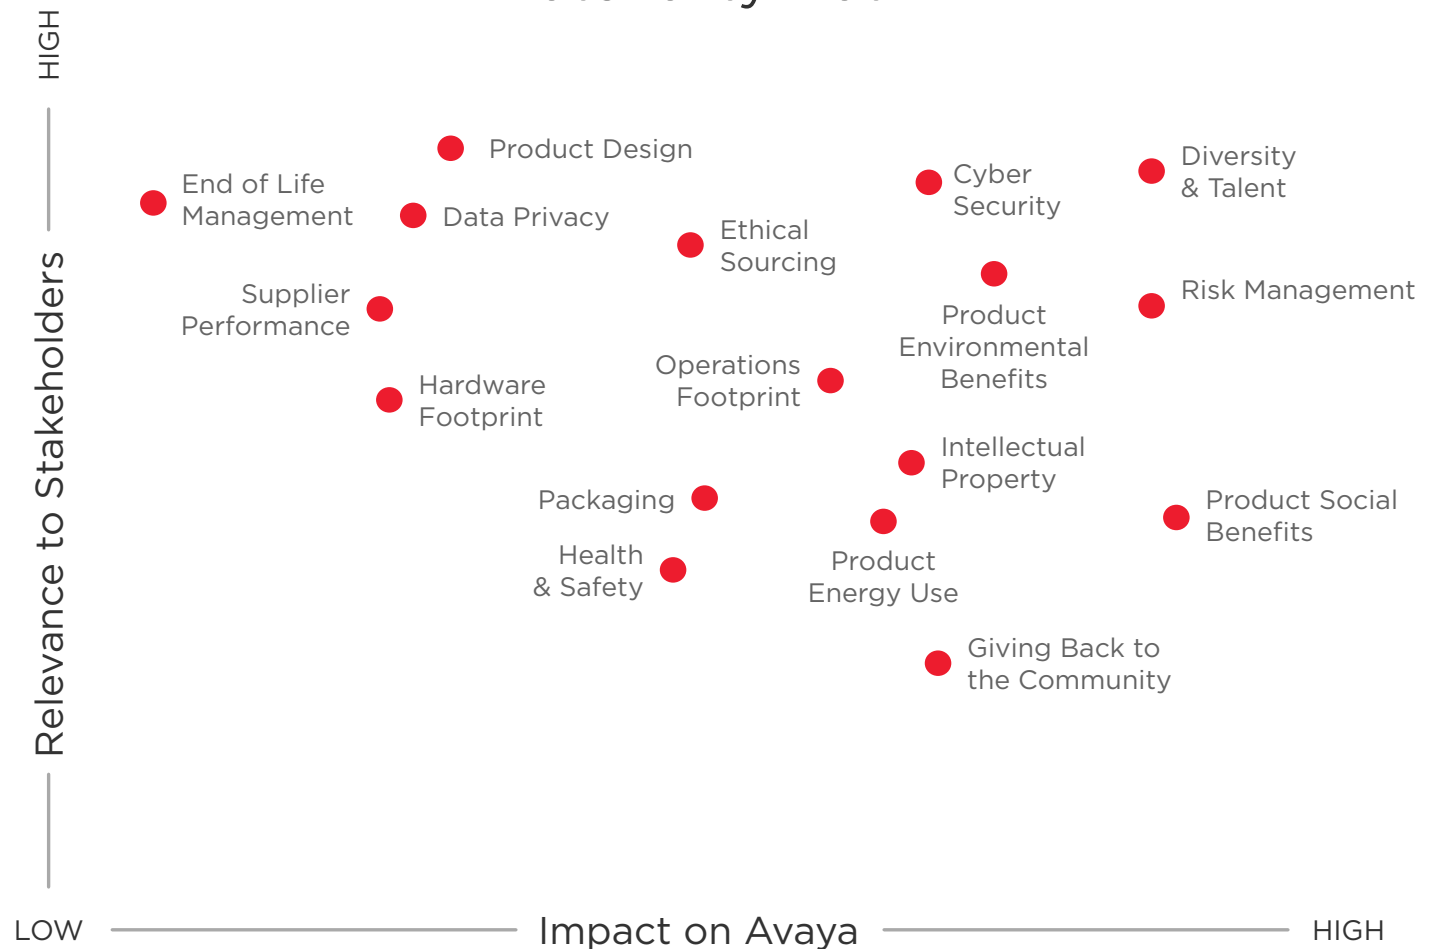 HIGH
Product Design
Diversity
& Talent
Cyber
Security
End of Life
Management
Data Privacy
Ethical
Sourcing
Risk Management
Supplier
Performance
Product
Environmental
Benefits
Operations
Footprint
Hardware
Footprint
Intellectual
Property
Packaging
Product Social
Benefits
Health
& Safety
Product
Energy Use
Giving Back to
the Community
Relevance to Stakeholders
LOW
Impact on Avaya
HIGH